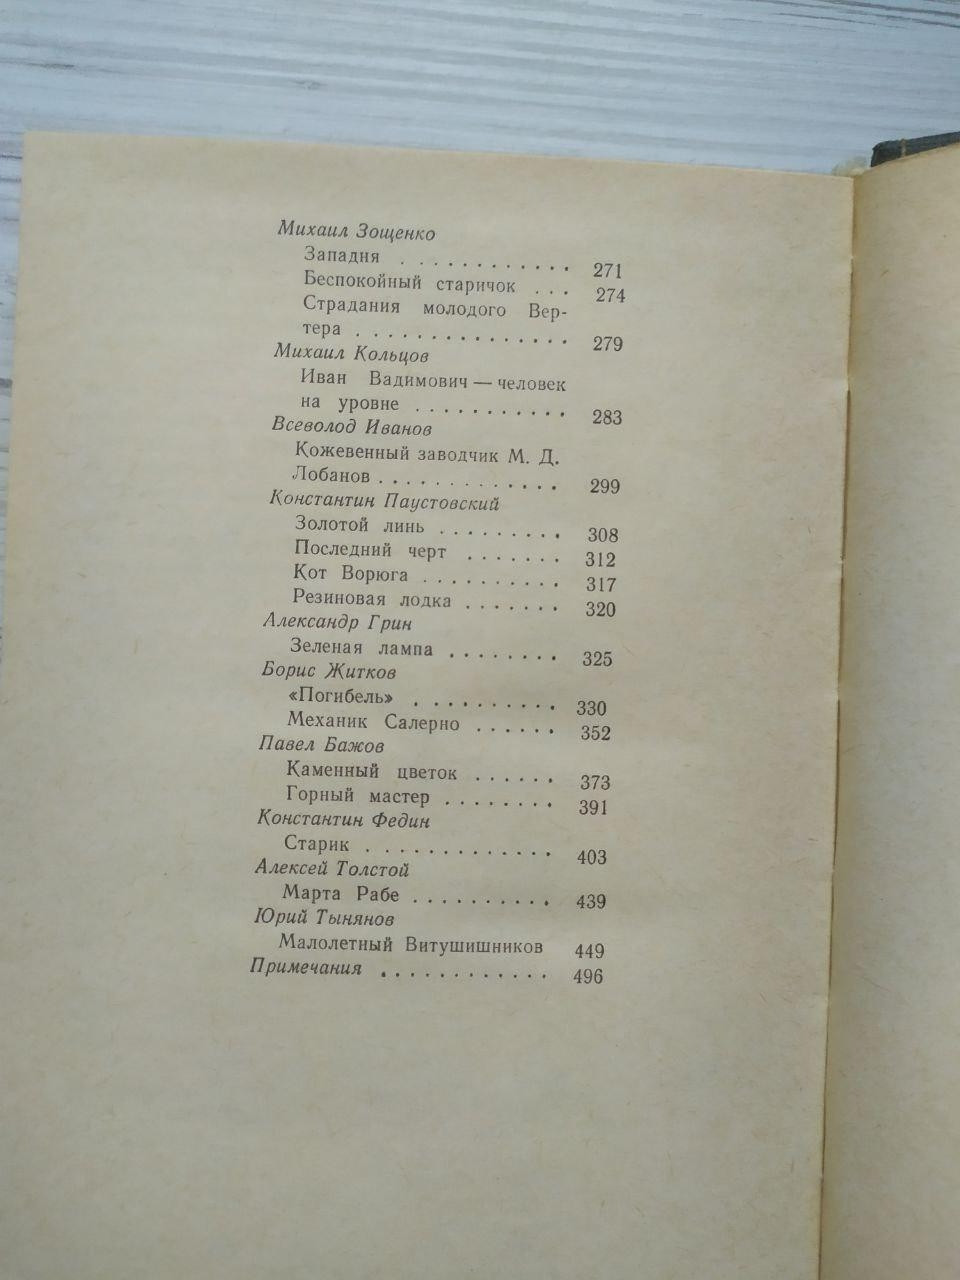 Михаил Зощенко
Западня . . . . . . . . . . . . 271
Беспокойный старичок . . . 274
Страдания молодого Вер-
тера . . . . . . . . . . . . . . . 279
Михаил Кольцов
Иван Вадимович — человек
на уровне . . . . . . . . . . . 283
Всеволод Иванов
Кожевенный заводчик М. Д.
Лобанов . . . . . . . . . . . . . 299
Константин Паустовский
Золотой линь . . . . . . . . . 308
Последний черт . . . . . . . 312
Кот Ворюга . . . . . . . . . . 317
Резиновая лодка . . . . . . . 320
Александр Грин
Зеленая лампа . . . . . . . . 325
Борис Житков
«Погибель» . . . . . . . . . . 330
Механик Салерно . . . . . . 352
Павел Бажов
Каменный цветок . . . . . . 373
Горный мастер . . . . . . . . 391
Константин Федин
Старик . . . . . . . . . . . . . 403
Алексей Толстой
Марта Рабе . . . . . . . . . . 439
Юрий Тынянов
Малолетный Витушишников 449
Примечания . . . . . . . . . . . . 496